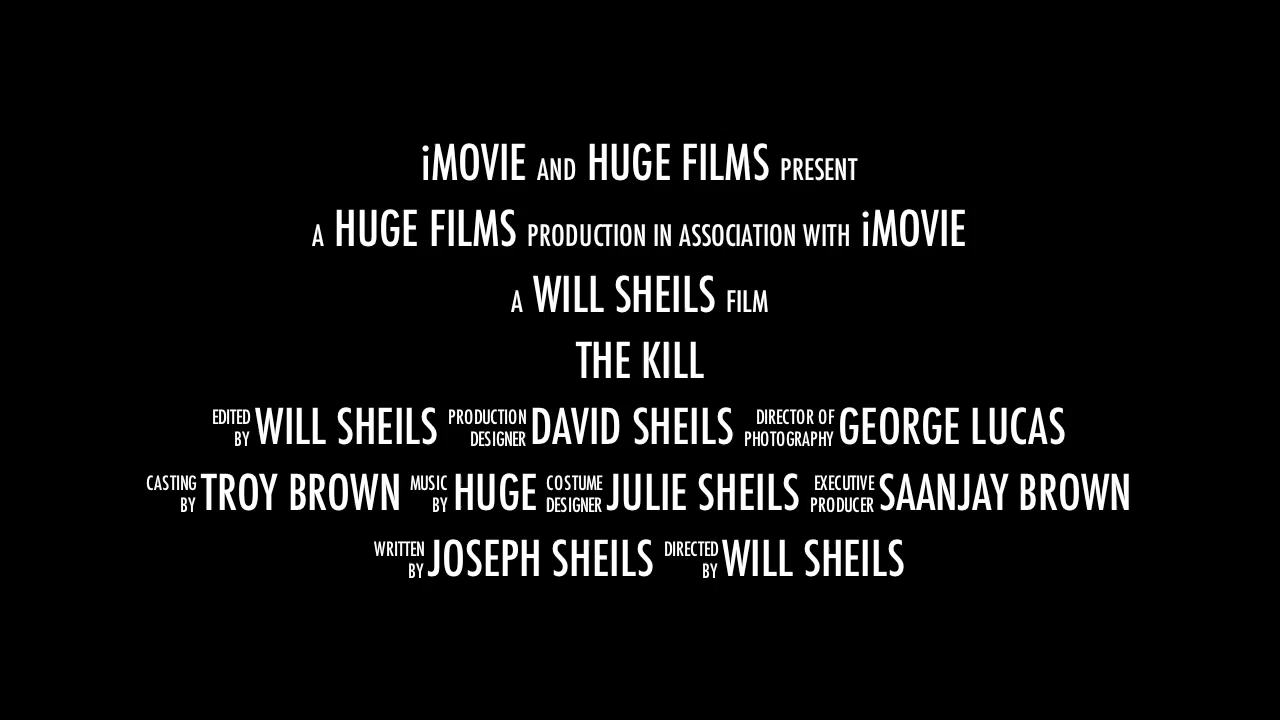 iMOVIE AND HUGE FILMS PRESENT
A HUGE FILMS PRODUCTION IN ASSOCIATION WITH iMOVIE
A WILL SHEILS FILM
THE KILL
EDITED BY WILL SHEILS PRODUCTION DESIGNER DAVID SHEILS DIRECTOR OF PHOTOGRAPHY GEORGE LUCAS
CASTING BY TROY BROWN MUSIC BY HUGE COSTUME DESIGNER JULIE SHEILS EXECUTIVE PRODUCER SAANJAY BROWN
WRITTEN BY JOSEPH SHEILS DIRECTED BY WILL SHEILS